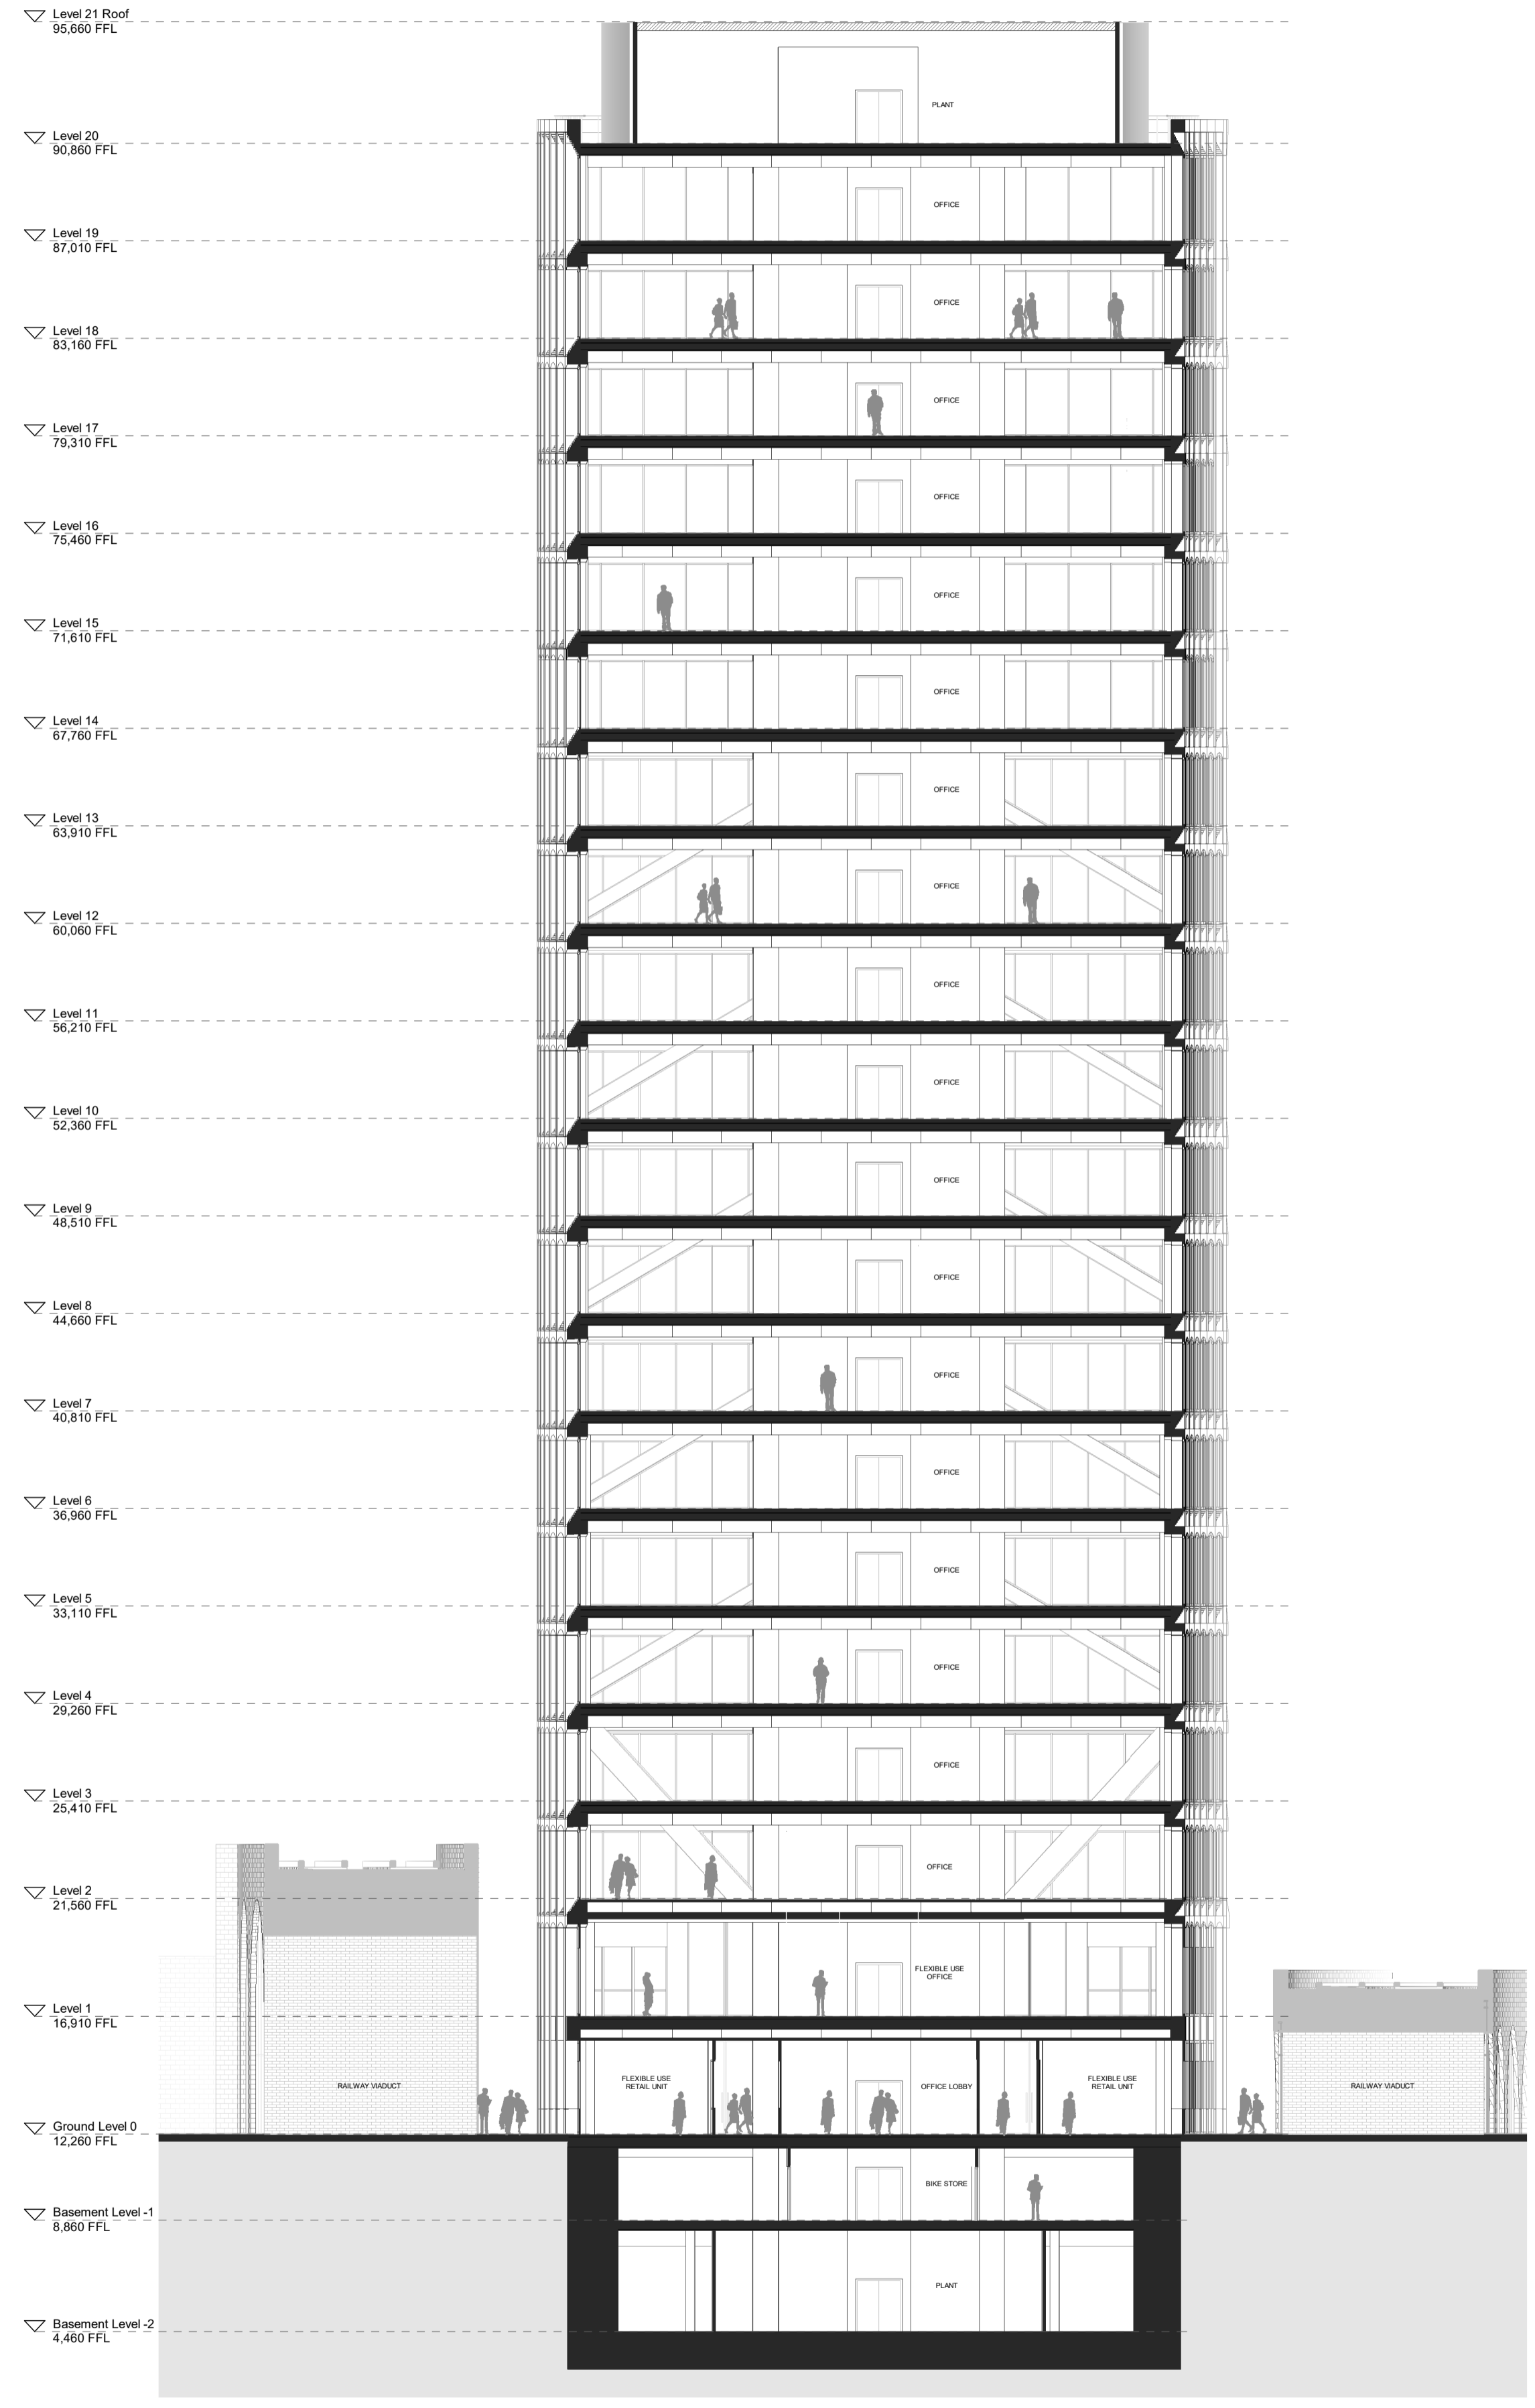 Level 21 Roof
95,660 FFL
PLANT
Level 20
90,860 FFL
OFFICE
Level 19
87,010 FFL
OFFICE
Level 18
83,160 FFL
OFFICE
Level 17
79,310 FFL
OFFICE
Level 16
75,460 FFL
OFFICE
Level 15
71,610 FFL
OFFICE
Level 14
67,760 FFL
OFFICE
Level 13
63,910 FFL
OFFICE
Level 12
60,060 FFL
OFFICE
Level 11
56,210 FFL
OFFICE
Level 10
52,360 FFL
OFFICE
Level 9
48,510 FFL
OFFICE
Level 8
44,660 FFL
OFFICE
Level 7
40,810 FFL
OFFICE
Level 6
36,960 FFL
OFFICE
Level 5
33,110 FFL
OFFICE
Level 4
29,260 FFL
OFFICE
Level 3
25,410 FFL
OFFICE
Level 2
21,560 FFL
FLEXIBLE USE
OFFICE
Level 1
16,910 FFL
RAILWAY VIADUCT
FLEXIBLE USE
RETAIL UNIT
OFFICE LOBBY
FLEXIBLE USE
RETAIL UNIT
RAILWAY VIADUCT
Ground Level 0
12,260 FFL
BIKE STORE
Basement Level -1
8,860 FFL
PLANT
Basement Level -2
4,460 FFL